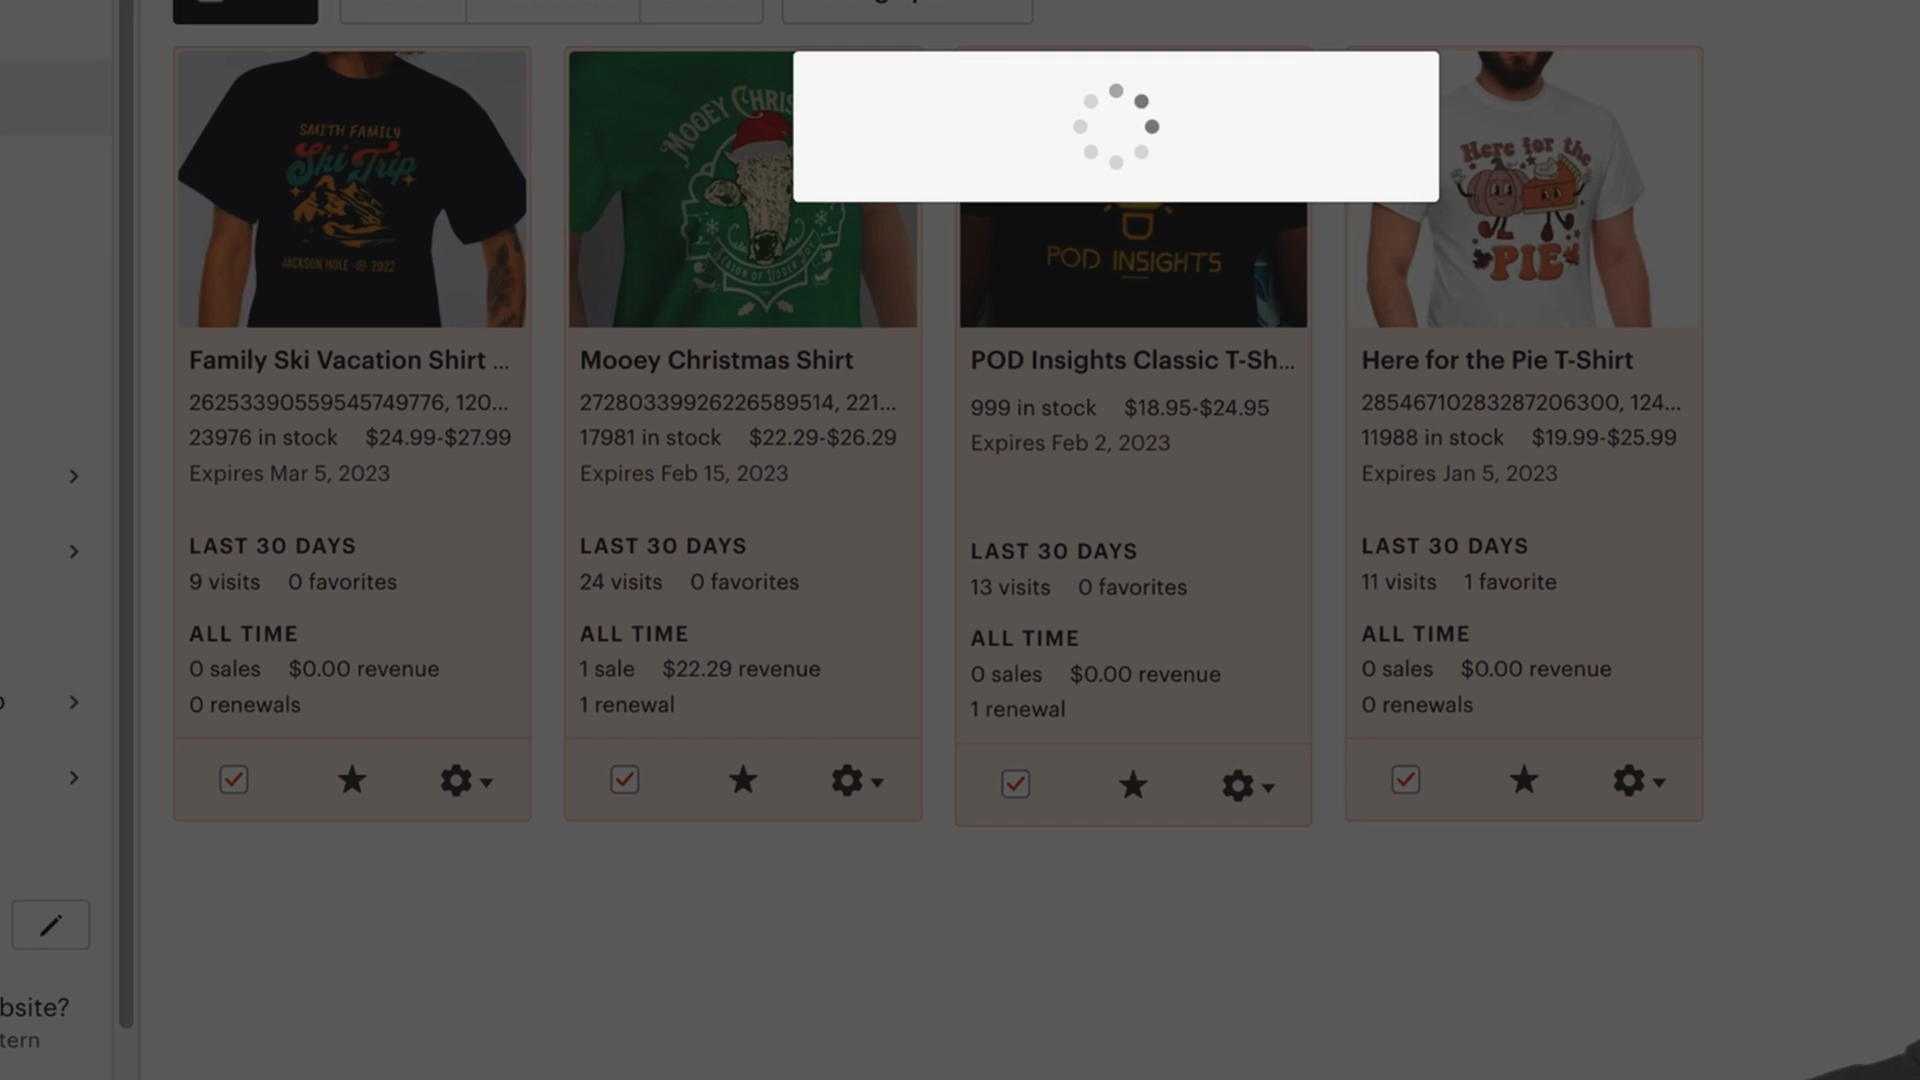 SMITH FAMILY
Ski Trip
JACKSON HOLE 2022
Family Ski Vacation Shirt ...
26253390559545749776, 120...
23976 in stock $24.99-$27.99
Expires Mar 5, 2023
LAST 30 DAYS
9 visits 0 favorites
ALL TIME
0 sales $0.00 revenue
0 renewals
MOOEY CHRIS
SEASON OF UDDER JOY
Mooey Christmas Shirt
27280339926226589514, 221...
17981 in stock $22.29-$26.29
Expires Feb 15, 2023
LAST 30 DAYS
24 visits 0 favorites
ALL TIME
1 sale $22.29 revenue
1 renewal
POD INSIGHTS
POD Insights Classic T-Sh...
999 in stock $18.95-$24.95
Expires Feb 2, 2023
LAST 30 DAYS
13 visits 0 favorites
ALL TIME
0 sales $0.00 revenue
1 renewal
Here for the
PIE
Here for the Pie T-Shirt
28546710283287206300, 124...
11988 in stock $19.99-$25.99
Expires Jan 5, 2023
LAST 30 DAYS
11 visits 1 favorite
ALL TIME
0 sales $0.00 revenue
0 renewals
bsite?
tern